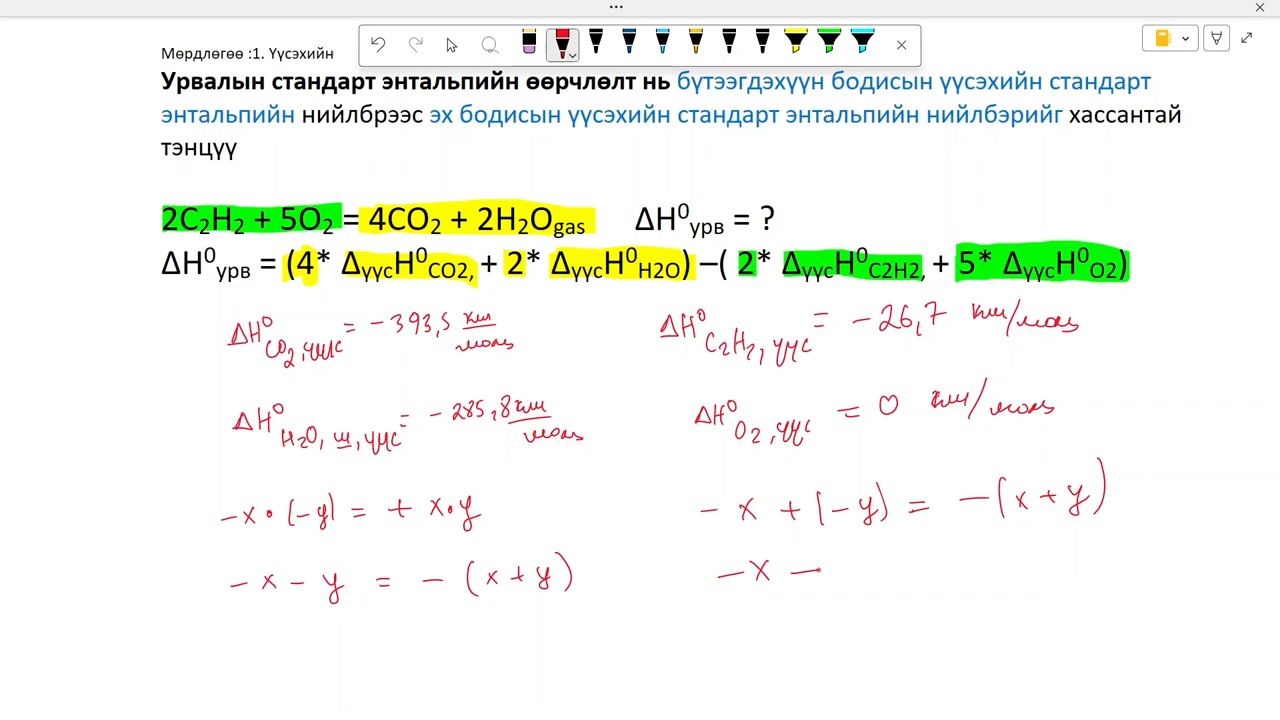 Мөрдлөгөө :1. Үүсэхийн
Урвалын стандарт энтальпийн өөрчлөлт нь бүтээгдэхүүн бодисын үүсэхийн стандарт
энтальпийн нийлбрээс эх бодисын үүсэхийн стандарт энтальпийн нийлбэрийг хассантай
тэнцүү
2C₂H₂ + 5O₂ = 4CO₂ + 2H₂Ogas ΔH⁰урв = ?
ΔH⁰урв = (4* ΔүүсH⁰CO2, + 2* ΔүүсH⁰H2O) –( 2* ΔүүсH⁰C2H2, + 5* ΔүүсH⁰O2)
ΔH⁰CO₂,үүс = -393,5 кЖ/моль ΔH⁰C₂H₂,үүс = -26,7 кЖ/моль
ΔH⁰H₂O,ш,үүс = -285,8 кЖ/моль ΔH⁰O₂,үүс = 0 кЖ/моль
-x·(-y) = + x·y - x + (-y) = -(x+y)
-x - y = - (x+y) -x -